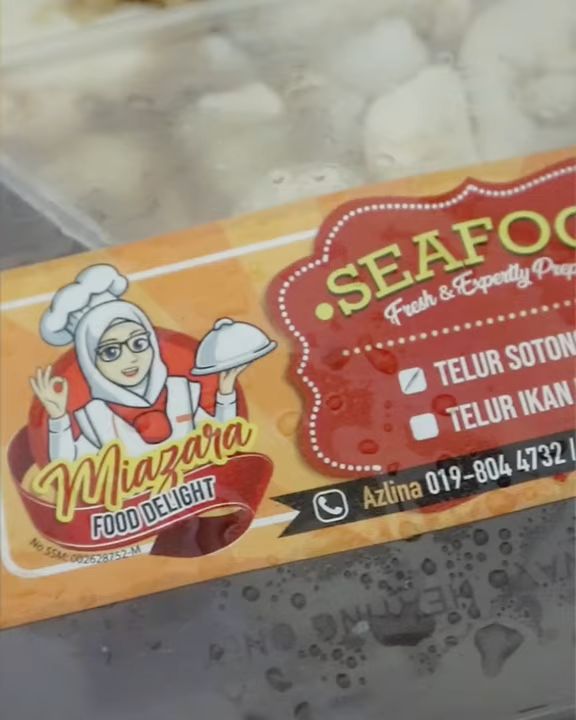 SEAFOO
Fresh & Expertly Prep
TELUR SOTON
TELUR IKAN
Azlina 019-804 4732 |
Miazara
FOOD DELIGHT
No SSM: 002628752-M